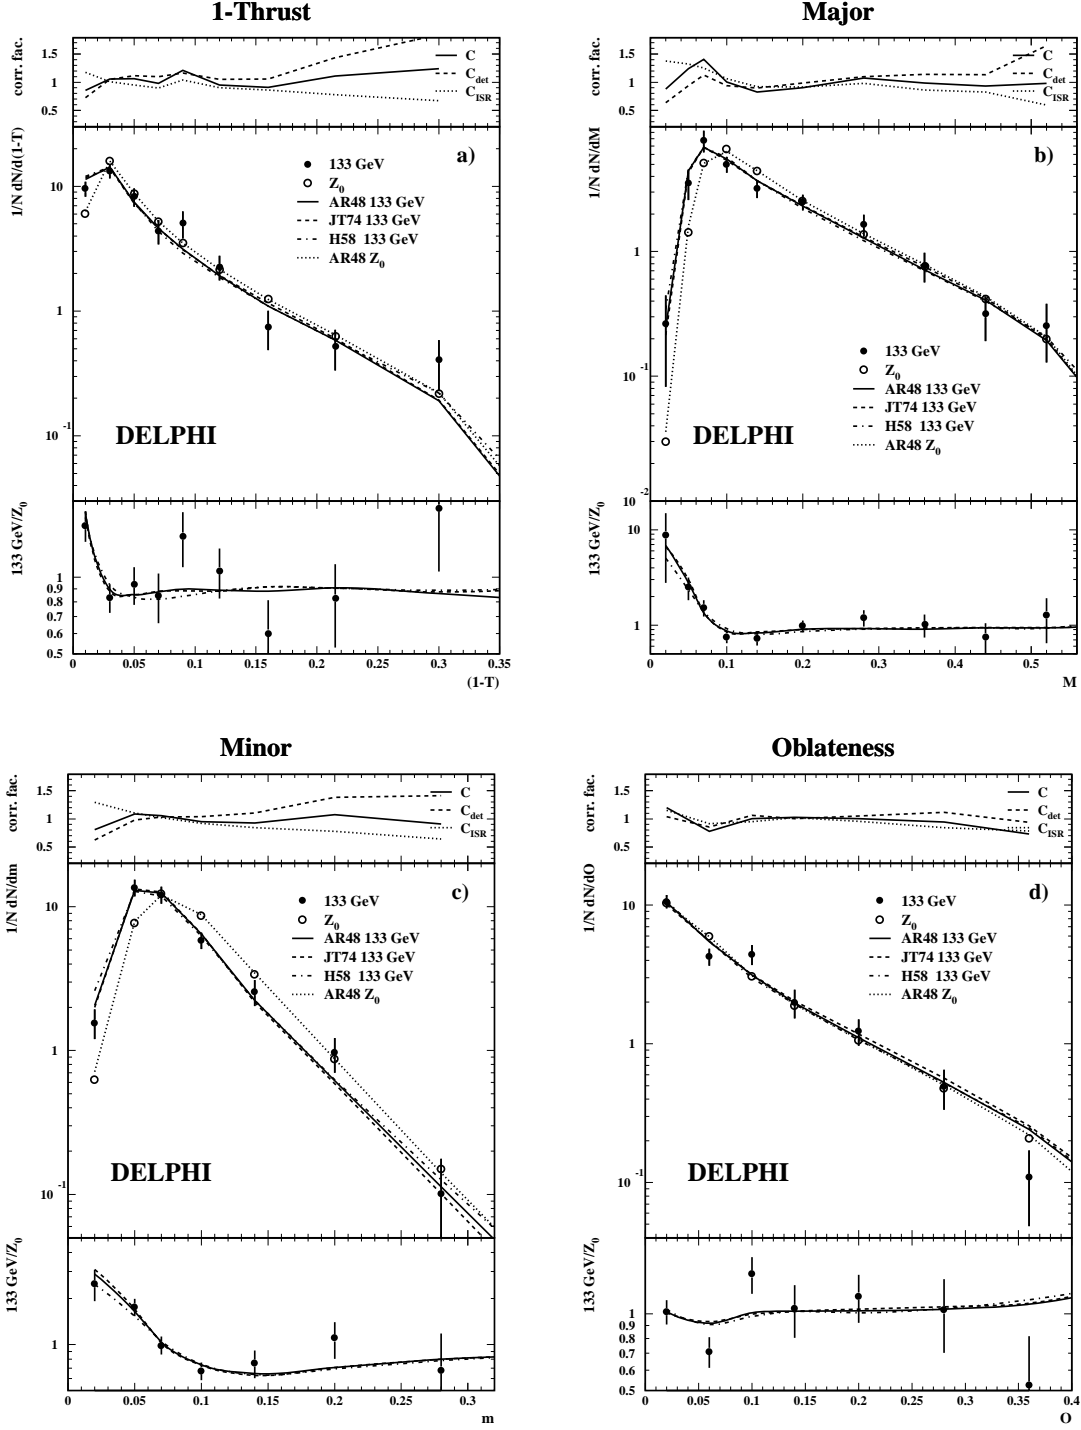 1-Thrust
corr. fac.
1.5
1
0.5
C
C_det
C_ISR
1/N dN/d(1-T)
a)
10
1
10 -1
133 GeV
Z_0
AR48 133 GeV
JT74 133 GeV
H58 133 GeV
AR48 Z_0
DELPHI
133 GeV/Z_0
1
0.9
0.8
0.7
0.6
0.5
0 0.05 0.1 0.15 0.2 0.25 0.3 0.35
(1-T)
Major
corr. fac.
1.5
1
0.5
C
C_det
C_ISR
1/N dN/dM
b)
1
10 -1
10 -2
133 GeV
Z_0
AR48 133 GeV
JT74 133 GeV
H58 133 GeV
AR48 Z_0
DELPHI
133 GeV/Z_0
10
1
0 0.1 0.2 0.3 0.4 0.5
M
Minor
corr. fac.
1.5
1
0.5
C
C_det
C_ISR
1/N dN/dm
c)
10
1
10 -1
133 GeV
Z_0
AR48 133 GeV
JT74 133 GeV
H58 133 GeV
AR48 Z_0
DELPHI
133 GeV/Z_0
1
0 0.05 0.1 0.15 0.2 0.25 0.3
m
Oblateness
corr. fac.
1.5
1
0.5
C
C_det
C_ISR
1/N dN/dO
d)
10
1
10 -1
133 GeV
Z_0
AR48 133 GeV
JT74 133 GeV
H58 133 GeV
AR48 Z_0
DELPHI
133 GeV/Z_0
1
0.9
0.8
0.7
0.6
0.5
0 0.05 0.1 0.15 0.2 0.25 0.3 0.35 0.4
O